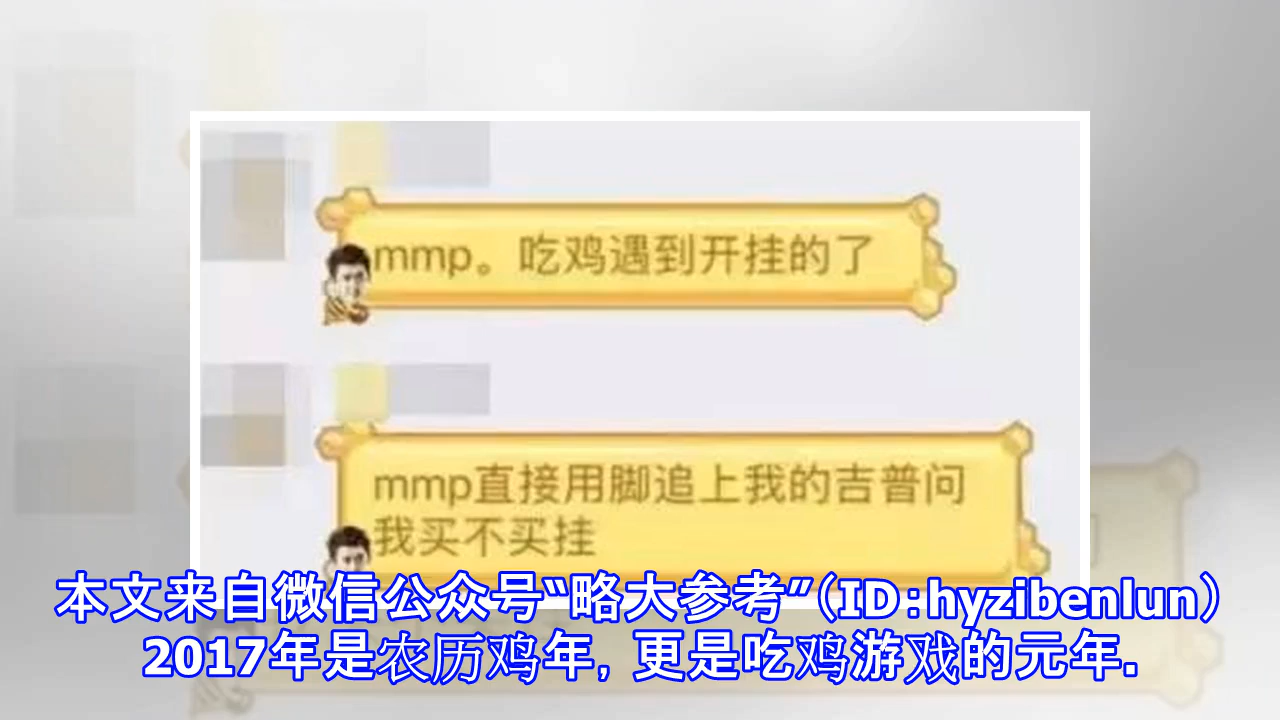 mmp。吃鸡遇到开挂的了
mmp直接用脚追上我的吉普问
我买不买挂
本文来自微信公众号“略大参考”(ID:hyzibenlun)
2017年是农历鸡年, 更是吃鸡游戏的元年.